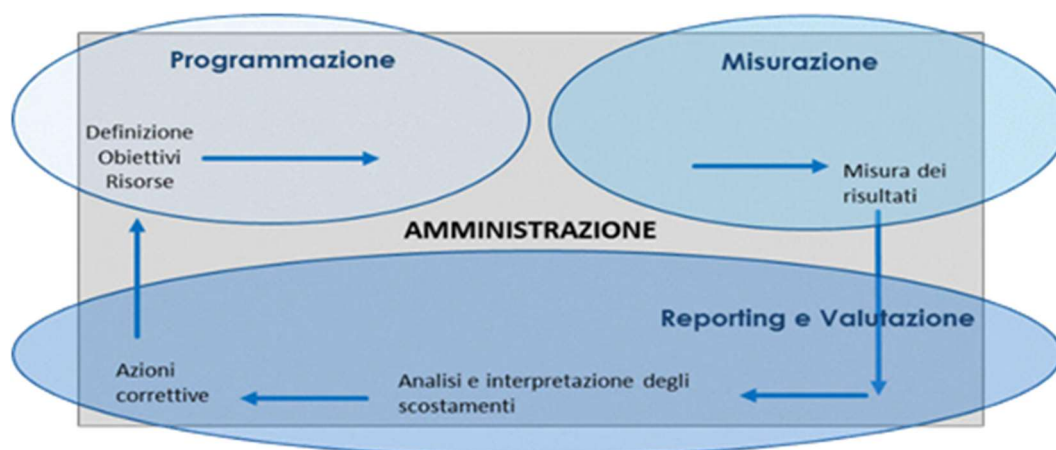 Programmazione
Misurazione
Definizione
Obiettivi
Risorse
Misura dei
risultati
AMMINISTRAZIONE
Reporting e Valutazione
Azioni
correttive
Analisi e interpretazione degli
scostamenti